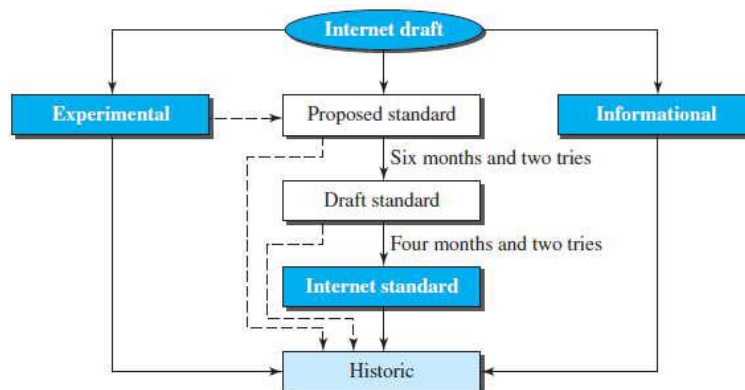 Internet draft
Experimental
Proposed standard
Informational
Six months and two tries
Draft standard
Four months and two tries
Internet standard
Historic